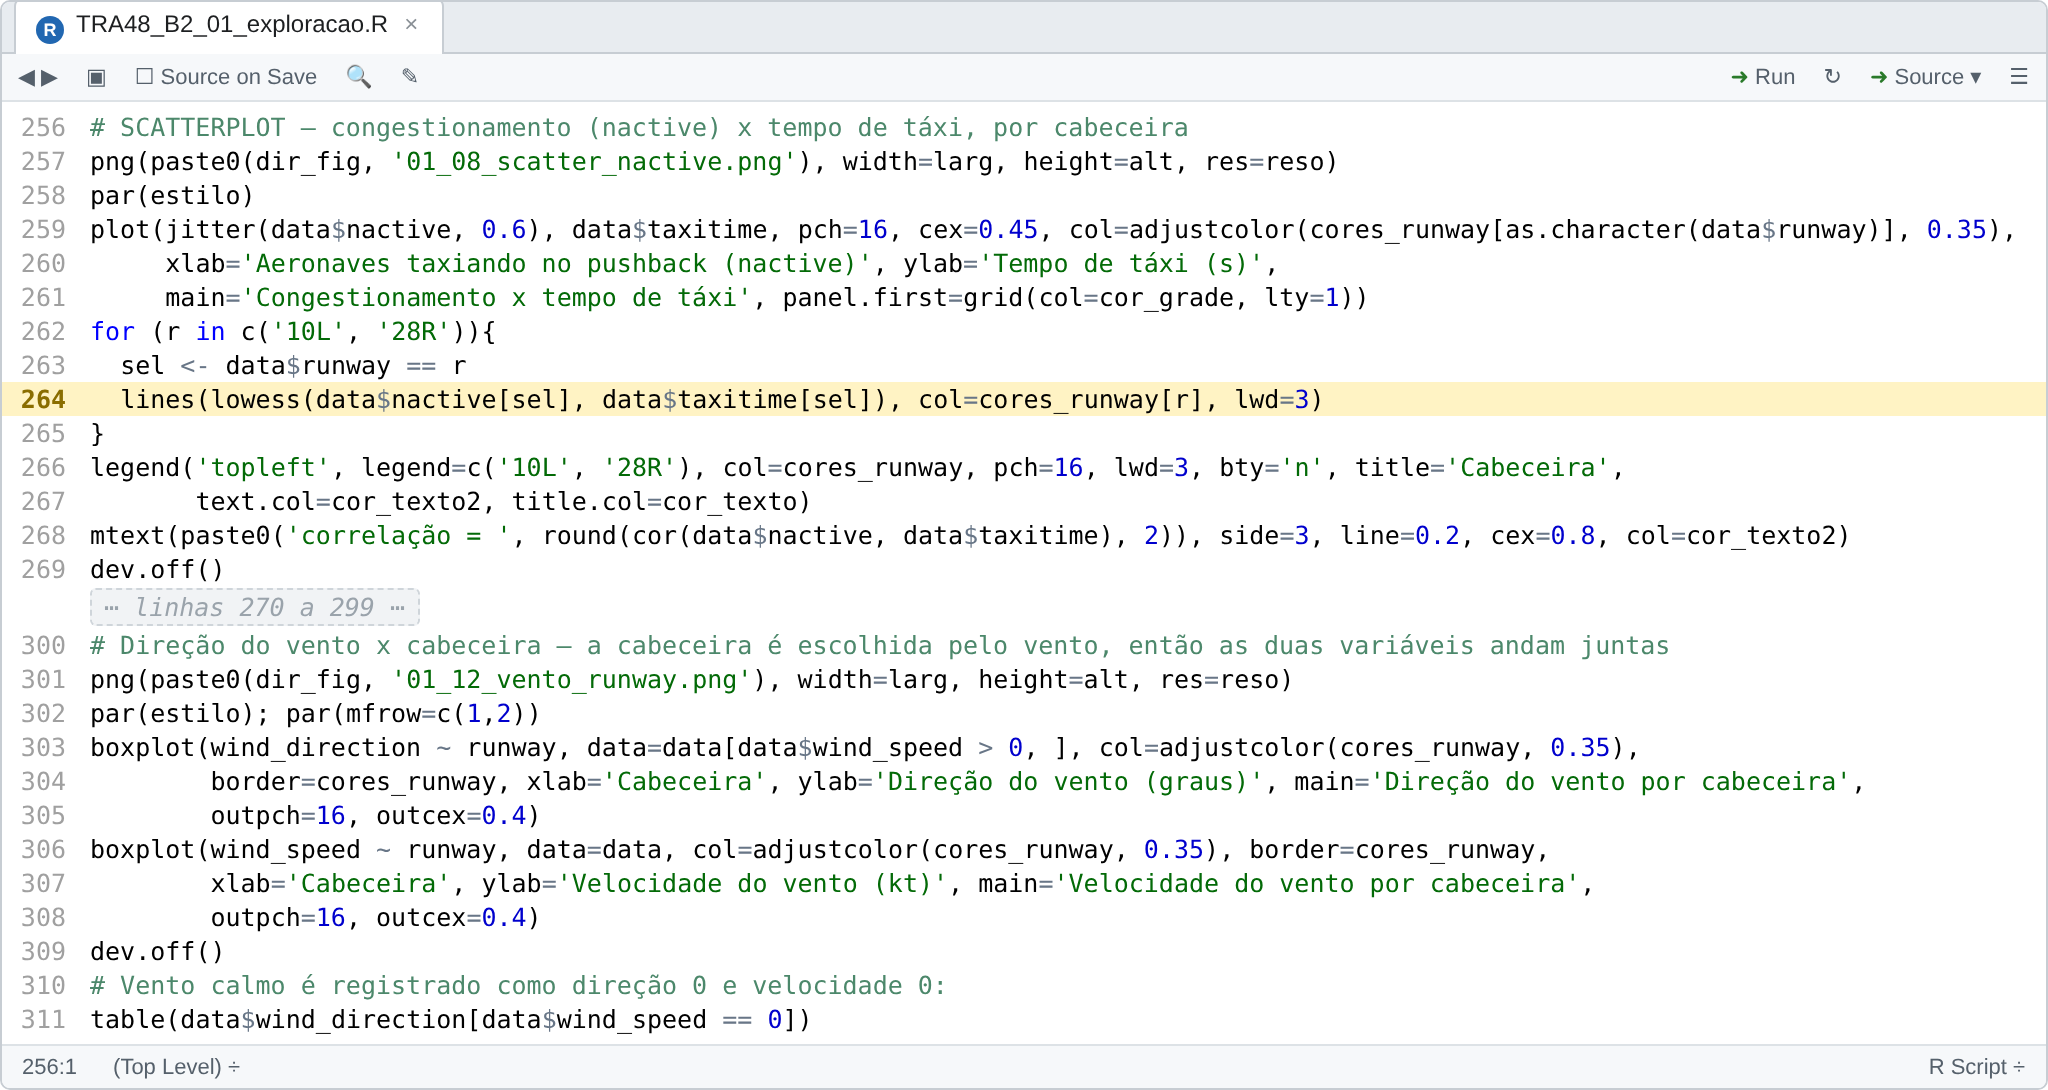 R TRA48_B2_01_exploracao.R ×
◀ ▶ ▣ ☐ Source on Save 🔍 ✎ ➜ Run ↻ ➜ Source ▾ ☰
256 # SCATTERPLOT — congestionamento (nactive) x tempo de táxi, por cabeceira
257 png(paste0(dir_fig, '01_08_scatter_nactive.png'), width=larg, height=alt, res=reso)
258 par(estilo)
259 plot(jitter(data$nactive, 0.6), data$taxitime, pch=16, cex=0.45, col=adjustcolor(cores_runway[as.character(data$runway)], 0.35),
260      xlab='Aeronaves taxiando no pushback (nactive)', ylab='Tempo de táxi (s)',
261      main='Congestionamento x tempo de táxi', panel.first=grid(col=cor_grade, lty=1))
262 for (r in c('10L', '28R')){
263   sel <- data$runway == r
264   lines(lowess(data$nactive[sel], data$taxitime[sel]), col=cores_runway[r], lwd=3)
265 }
266 legend('topleft', legend=c('10L', '28R'), col=cores_runway, pch=16, lwd=3, bty='n', title='Cabeceira',
267        text.col=cor_texto2, title.col=cor_texto)
268 mtext(paste0('correlação = ', round(cor(data$nactive, data$taxitime), 2)), side=3, line=0.2, cex=0.8, col=cor_texto2)
269 dev.off()
⋯ linhas 270 a 299 ⋯
300 # Direção do vento x cabeceira — a cabeceira é escolhida pelo vento, então as duas variáveis andam juntas
301 png(paste0(dir_fig, '01_12_vento_runway.png'), width=larg, height=alt, res=reso)
302 par(estilo); par(mfrow=c(1,2))
303 boxplot(wind_direction ~ runway, data=data[data$wind_speed > 0, ], col=adjustcolor(cores_runway, 0.35),
304         border=cores_runway, xlab='Cabeceira', ylab='Direção do vento (graus)', main='Direção do vento por cabeceira',
305         outpch=16, outcex=0.4)
306 boxplot(wind_speed ~ runway, data=data, col=adjustcolor(cores_runway, 0.35), border=cores_runway,
307         xlab='Cabeceira', ylab='Velocidade do vento (kt)', main='Velocidade do vento por cabeceira',
308         outpch=16, outcex=0.4)
309 dev.off()
310 # Vento calmo é registrado como direção 0 e velocidade 0:
311 table(data$wind_direction[data$wind_speed == 0])
256:1 (Top Level) ÷ R Script ÷